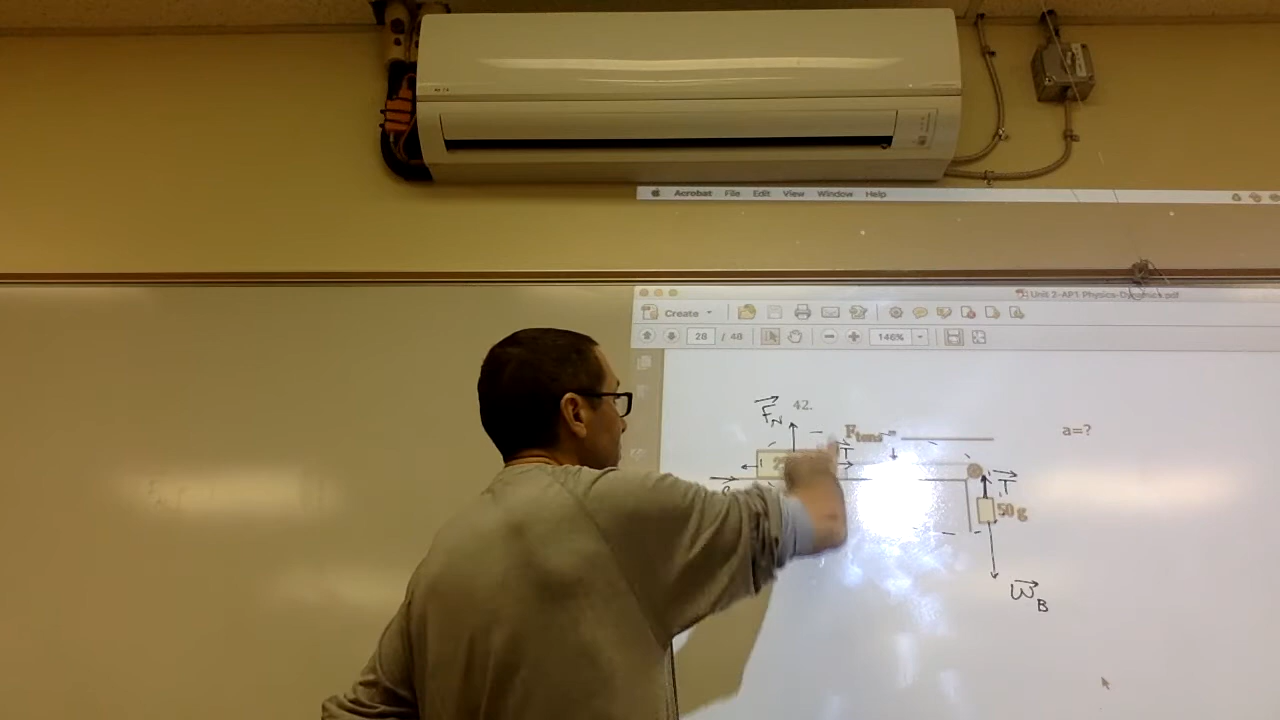 Acrobat File Edit View Window Help
Unit 2-AP1 Physics-Dynamics.pdf
Create
28 / 48 146%
42.
F_N
F_tens =
a=?
T
T
50 g
W_B